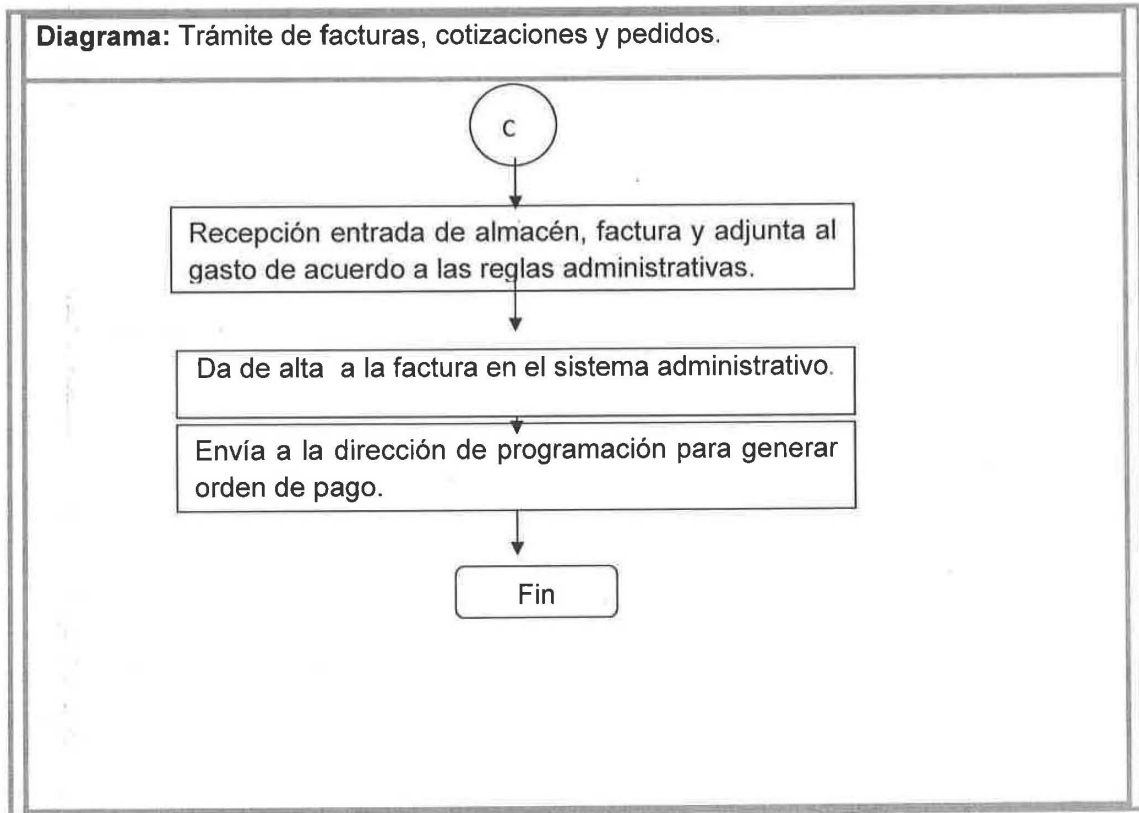 Diagrama: Trámite de facturas, cotizaciones y pedidos.
C
Recepción entrada de almacén, factura y adjunta al
gasto de acuerdo a las reglas administrativas.
Da de alta a la factura en el sistema administrativo.
Envía a la dirección de programación para generar
orden de pago.
Fin